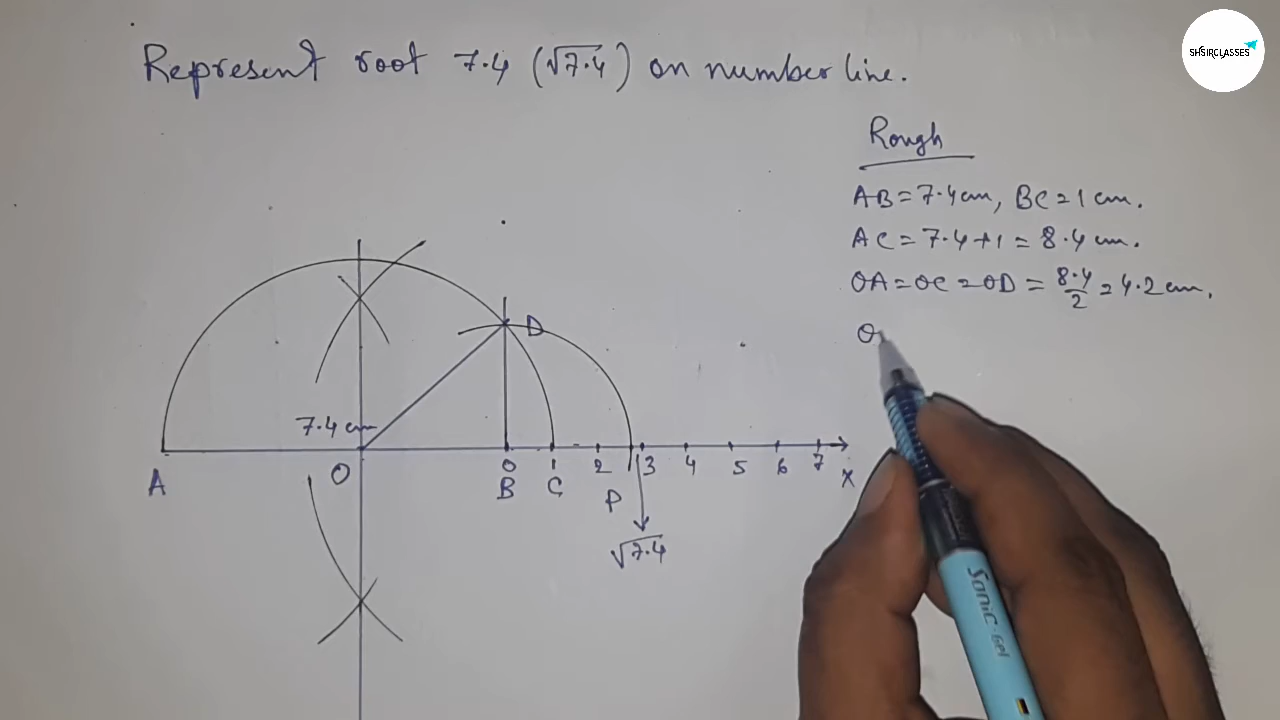 Represent root 7.4 (√7.4) on number line.
SHSIRCLASSES
Rough
AB = 7.4 cm, BC = 1 cm.
AC = 7.4 + 1 = 8.4 cm.
OA = OC = OD = 8.4/2 = 4.2 cm.
O
D
7.4 cm
A O 0 1 2 3 4 5 6 7 X
B C P
√7.4
SONIC-gel